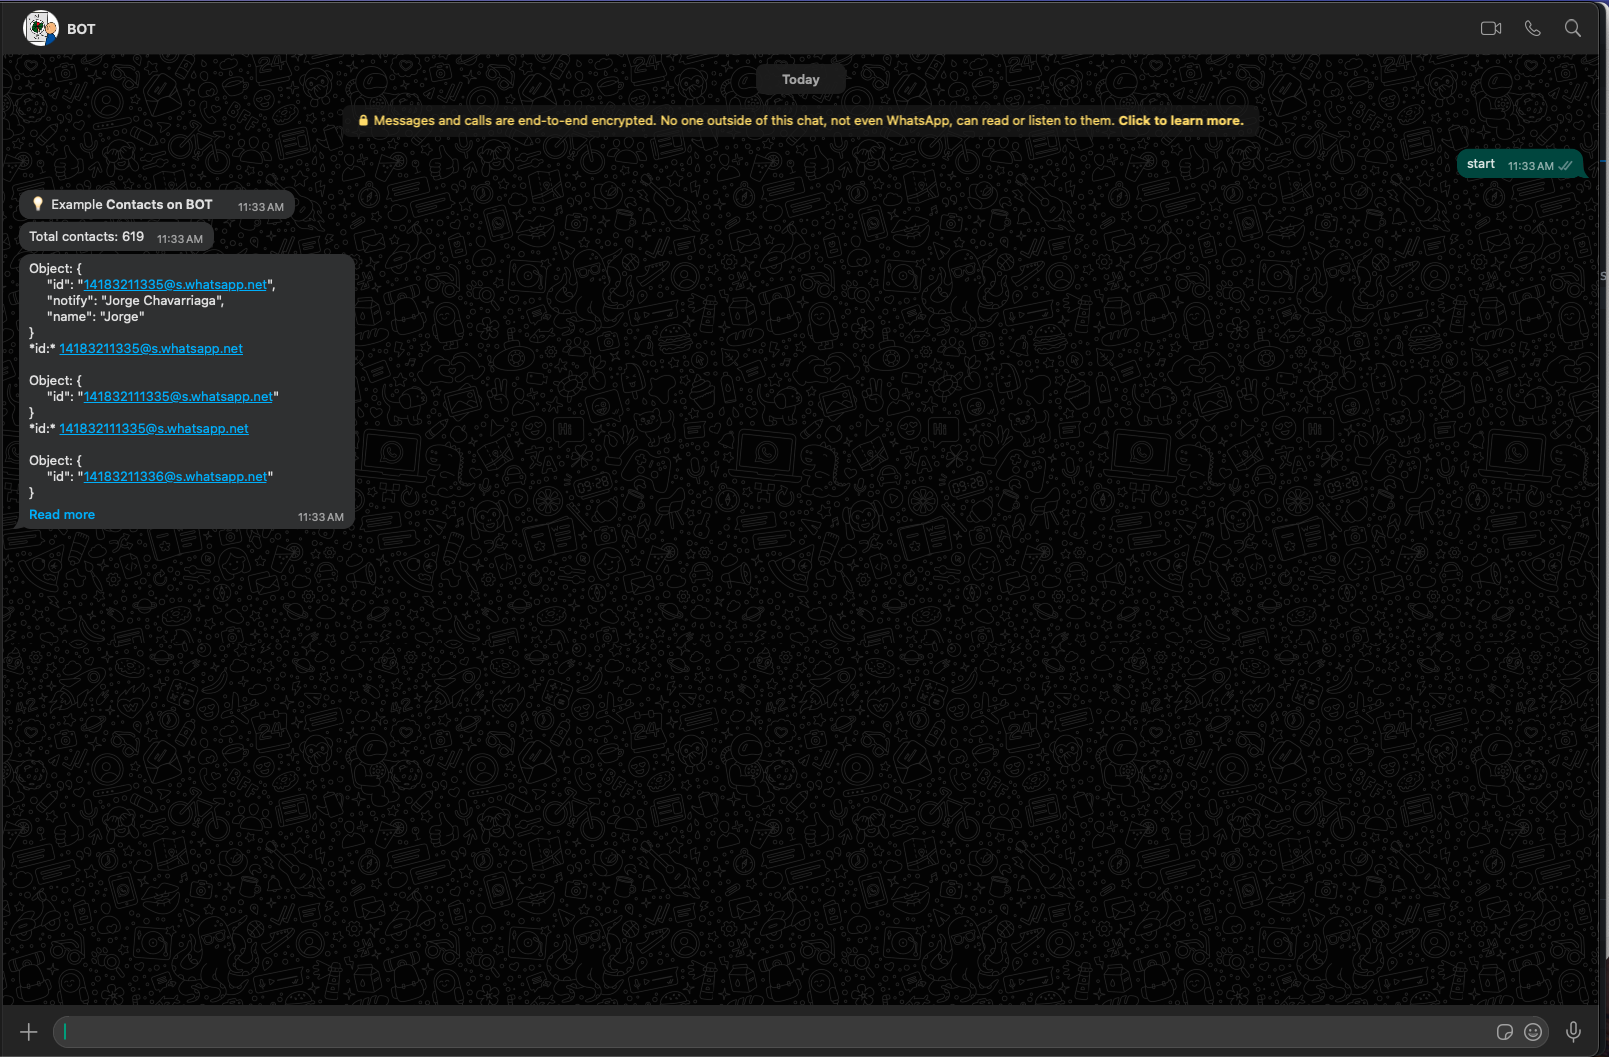 BOT
Today
Messages and calls are end-to-end encrypted. No one outside of this chat, not even WhatsApp, can read or listen to them. Click to learn more.
start 11:33 AM
Example Contacts on BOT 11:33 AM
Total contacts: 619 11:33 AM
Object: {
"id": "14183211335@s.whatsapp.net",
"notify": "Jorge Chavarriaga",
"name": "Jorge"
}
*id:* 14183211335@s.whatsapp.net
Object: {
"id": "141832111335@s.whatsapp.net"
}
*id:* 141832111335@s.whatsapp.net
Object: {
"id": "14183211336@s.whatsapp.net"
}
Read more 11:33 AM